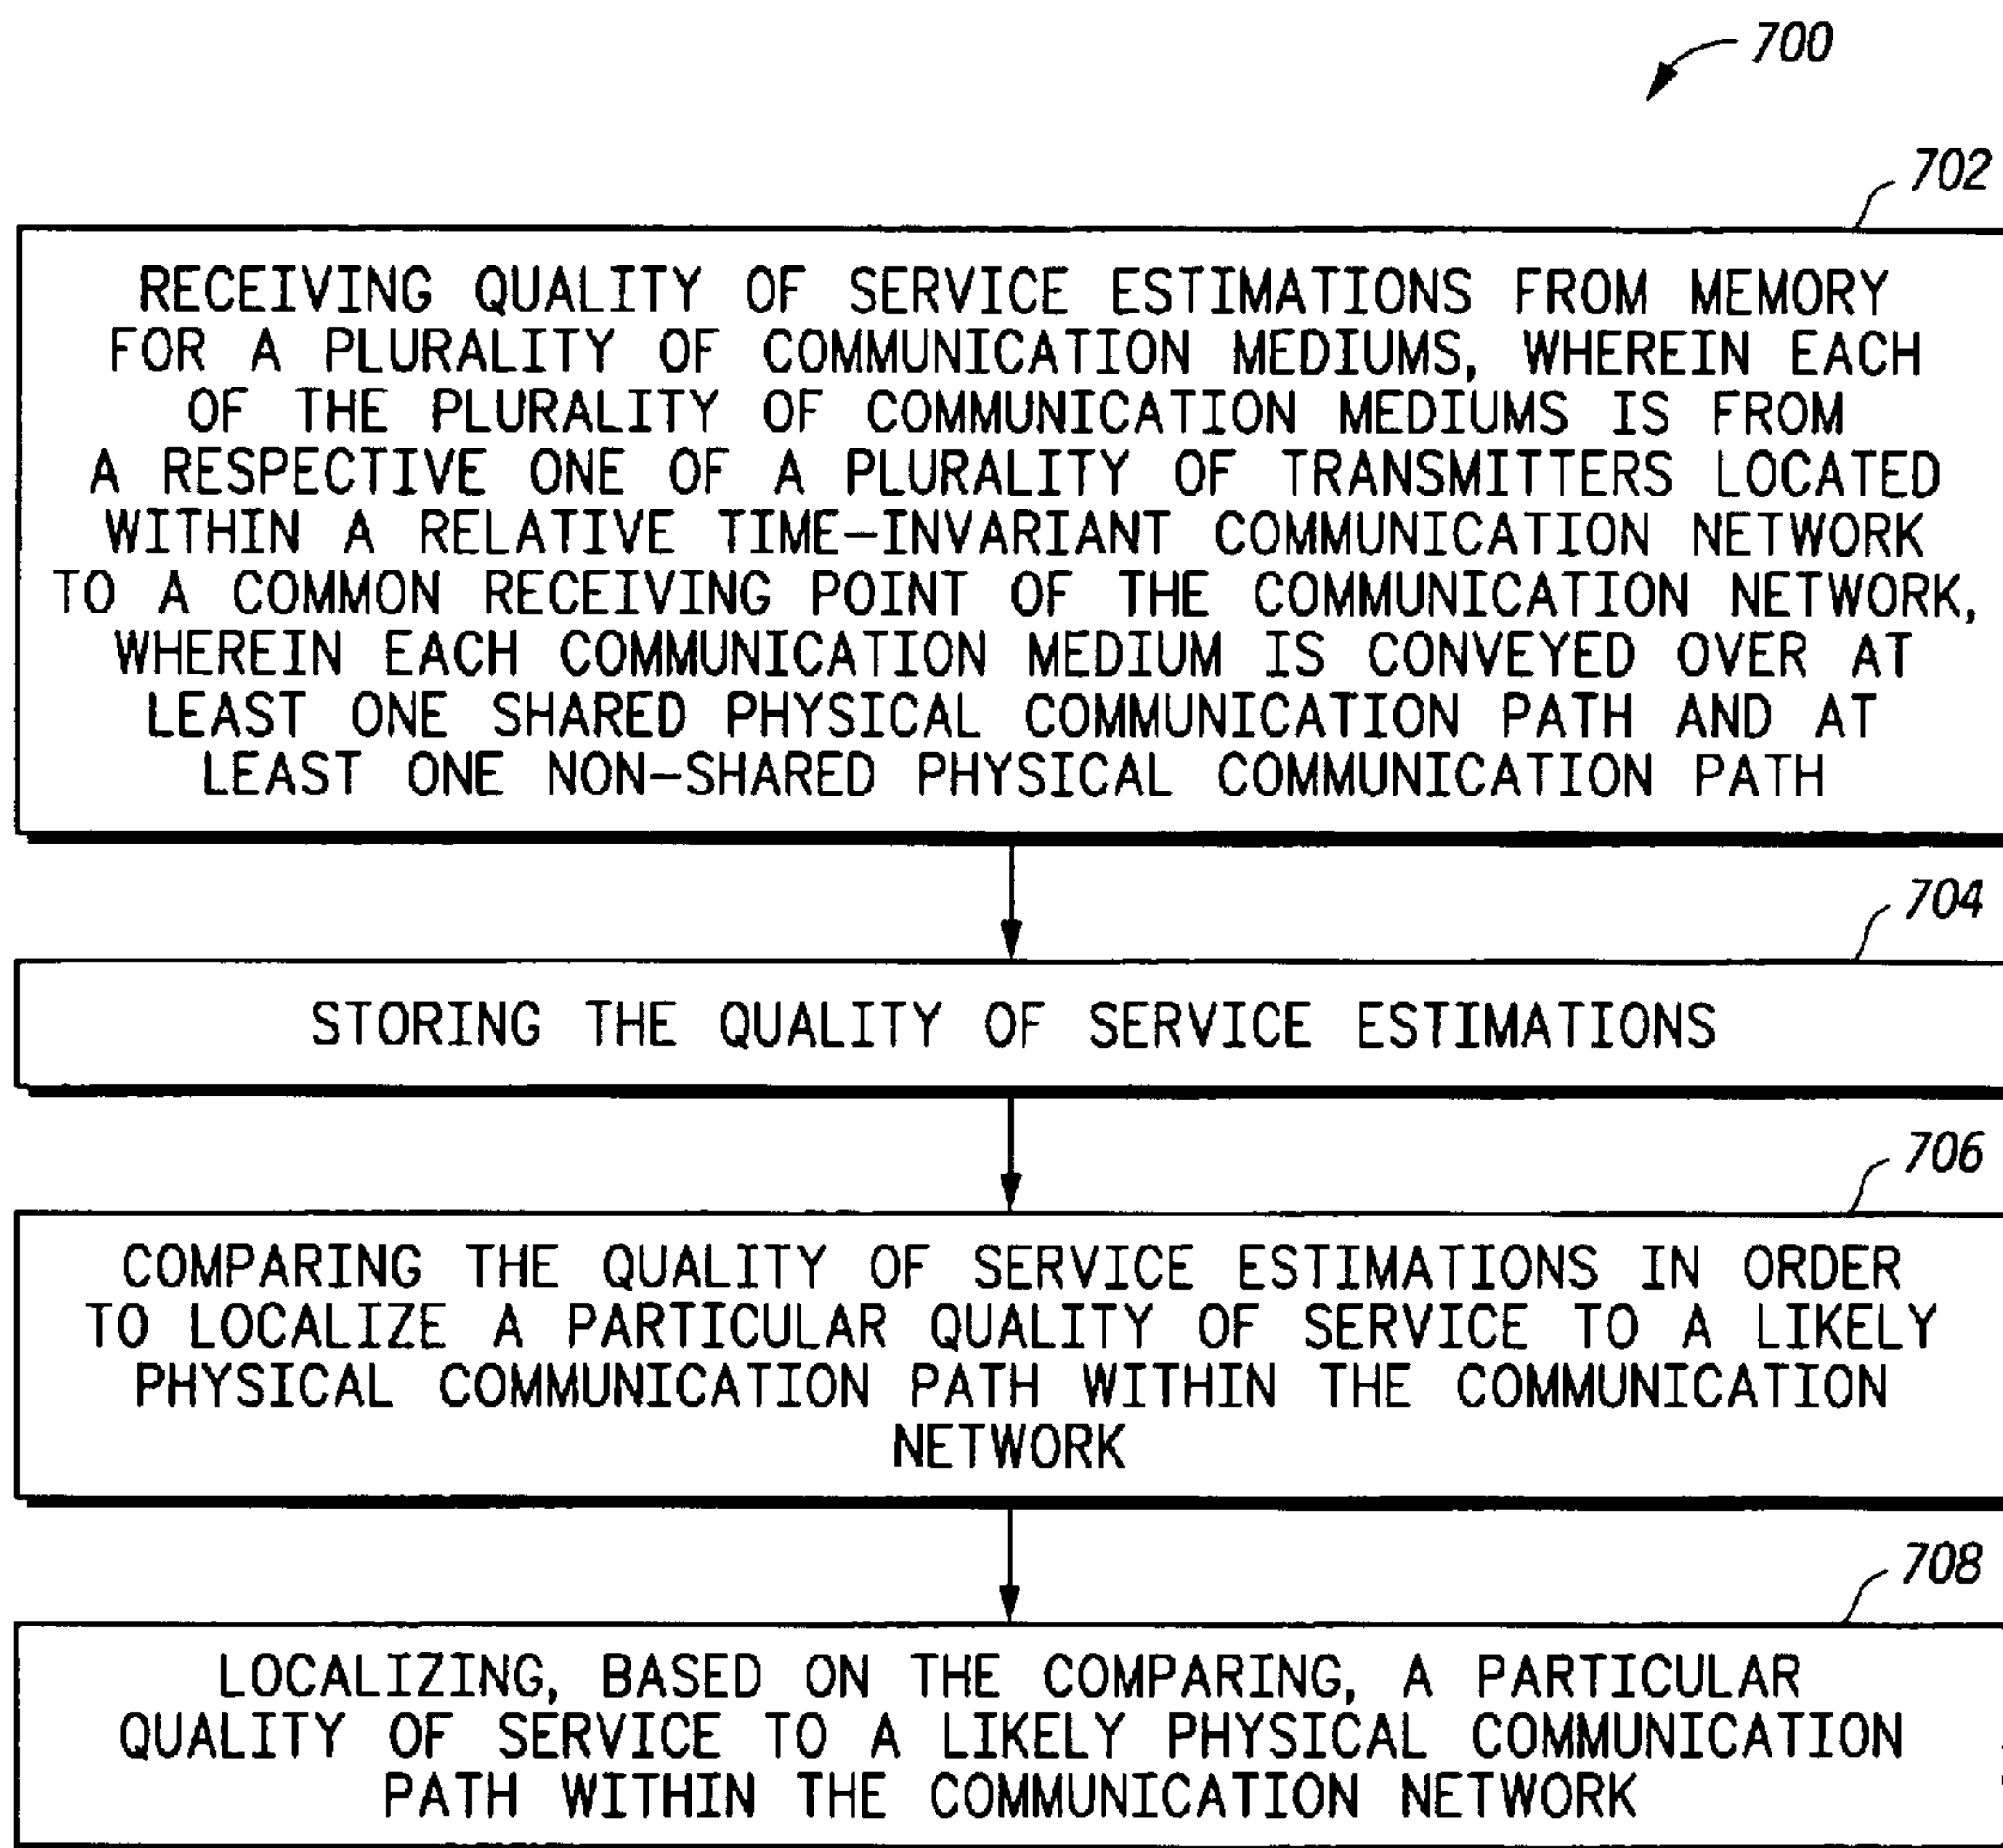 700
702
RECEIVING QUALITY OF SERVICE ESTIMATIONS FROM MEMORY
FOR A PLURALITY OF COMMUNICATION MEDIUMS, WHEREIN EACH
OF THE PLURALITY OF COMMUNICATION MEDIUMS IS FROM
A RESPECTIVE ONE OF A PLURALITY OF TRANSMITTERS LOCATED
WITHIN A RELATIVE TIME-INVARIANT COMMUNICATION NETWORK
TO A COMMON RECEIVING POINT OF THE COMMUNICATION NETWORK,
WHEREIN EACH COMMUNICATION MEDIUM IS CONVEYED OVER AT
LEAST ONE SHARED PHYSICAL COMMUNICATION PATH AND AT
LEAST ONE NON-SHARED PHYSICAL COMMUNICATION PATH
704
STORING THE QUALITY OF SERVICE ESTIMATIONS
706
COMPARING THE QUALITY OF SERVICE ESTIMATIONS IN ORDER
TO LOCALIZE A PARTICULAR QUALITY OF SERVICE TO A LIKELY
PHYSICAL COMMUNICATION PATH WITHIN THE COMMUNICATION
NETWORK
708
LOCALIZING, BASED ON THE COMPARING, A PARTICULAR
QUALITY OF SERVICE TO A LIKELY PHYSICAL COMMUNICATION
PATH WITHIN THE COMMUNICATION NETWORK